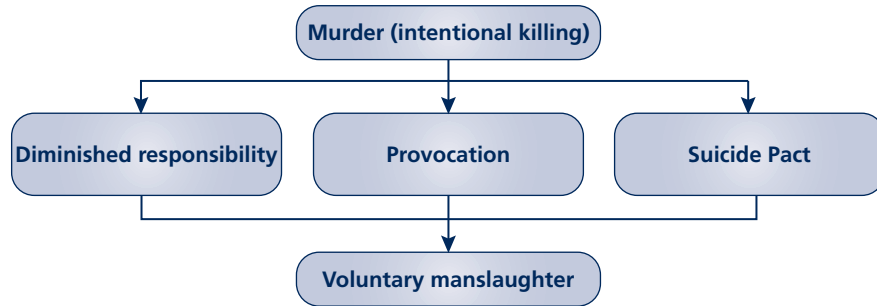 Murder (intentional killing)
Diminished responsibility
Provocation
Suicide Pact
Voluntary manslaughter